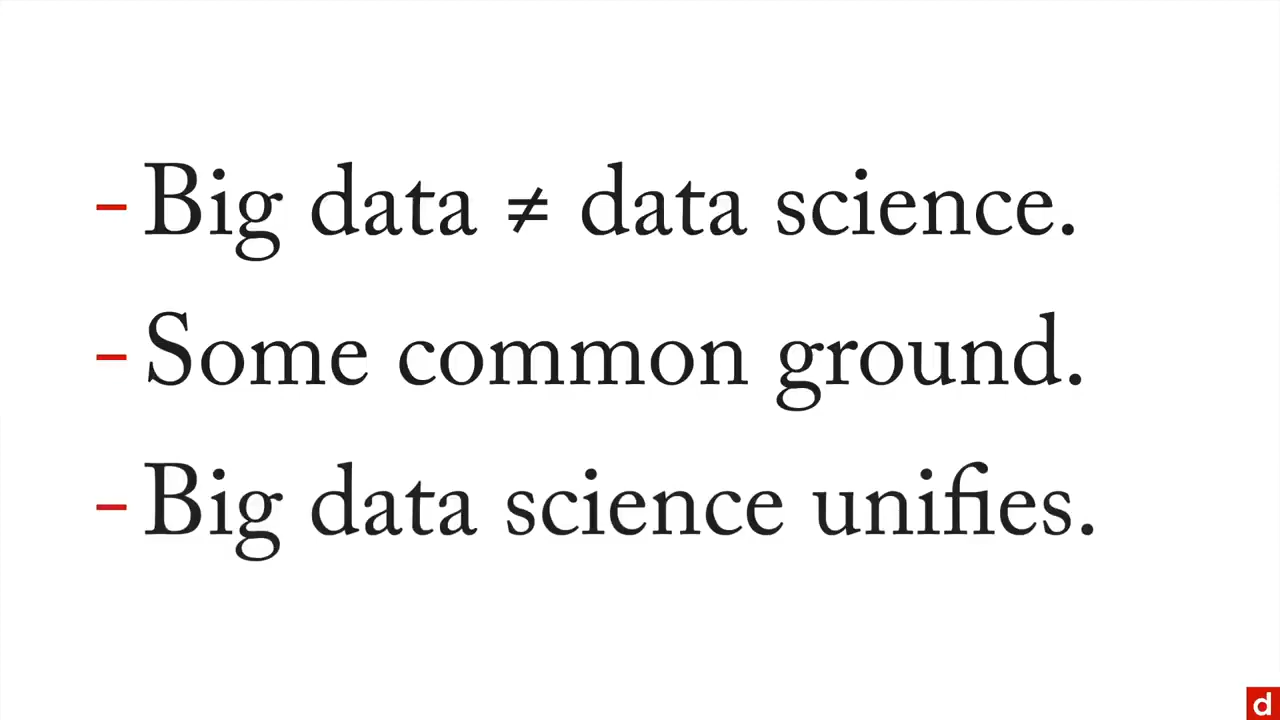 - Big data ≠ data science.
- Some common ground.
- Big data science unifies.
d